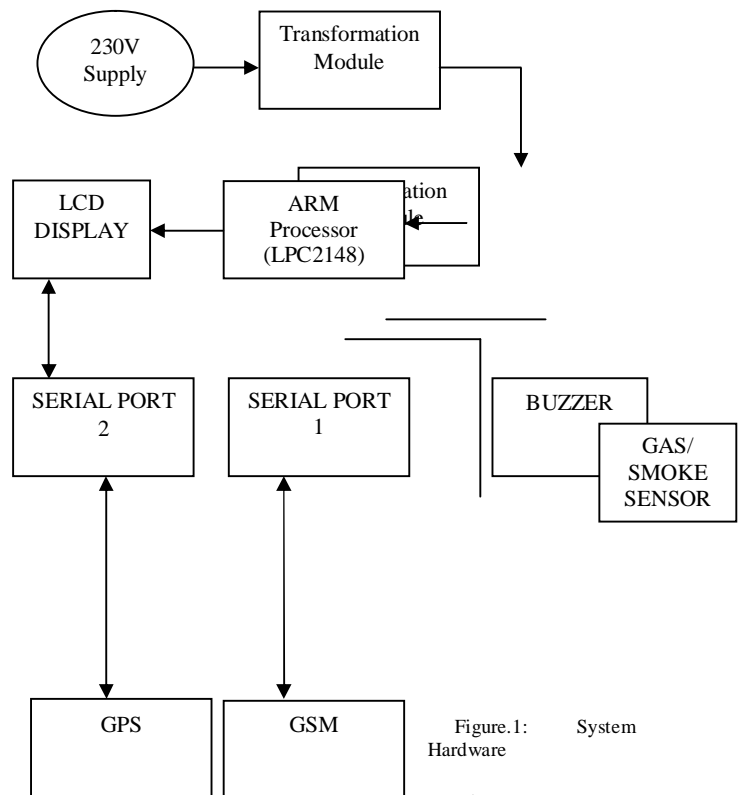 230V
Supply
Transformation
Module
LCD
DISPLAY
ARM
Processor
(LPC2148)
SERIAL PORT
2
SERIAL PORT
1
BUZZER
GAS/
SMOKE
SENSOR
GPS
GSM
Figure.1: System
Hardware